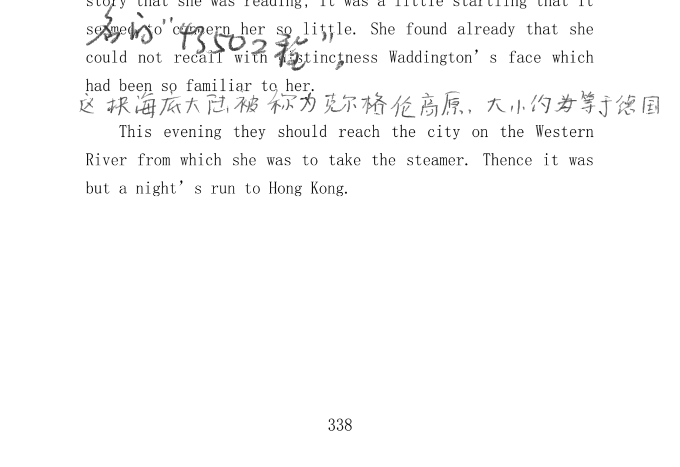 story that she was reading, it was a little startling that it
seemed to concern her so little. She found already that she
43502
could not recall with distinctness Waddington's face which
had been so familiar to her.
这块海底大陆被称为克尔格伦高原，大小约为等于德国
This evening they should reach the city on the Western
River from which she was to take the steamer. Thence it was
but a night's run to Hong Kong.
338